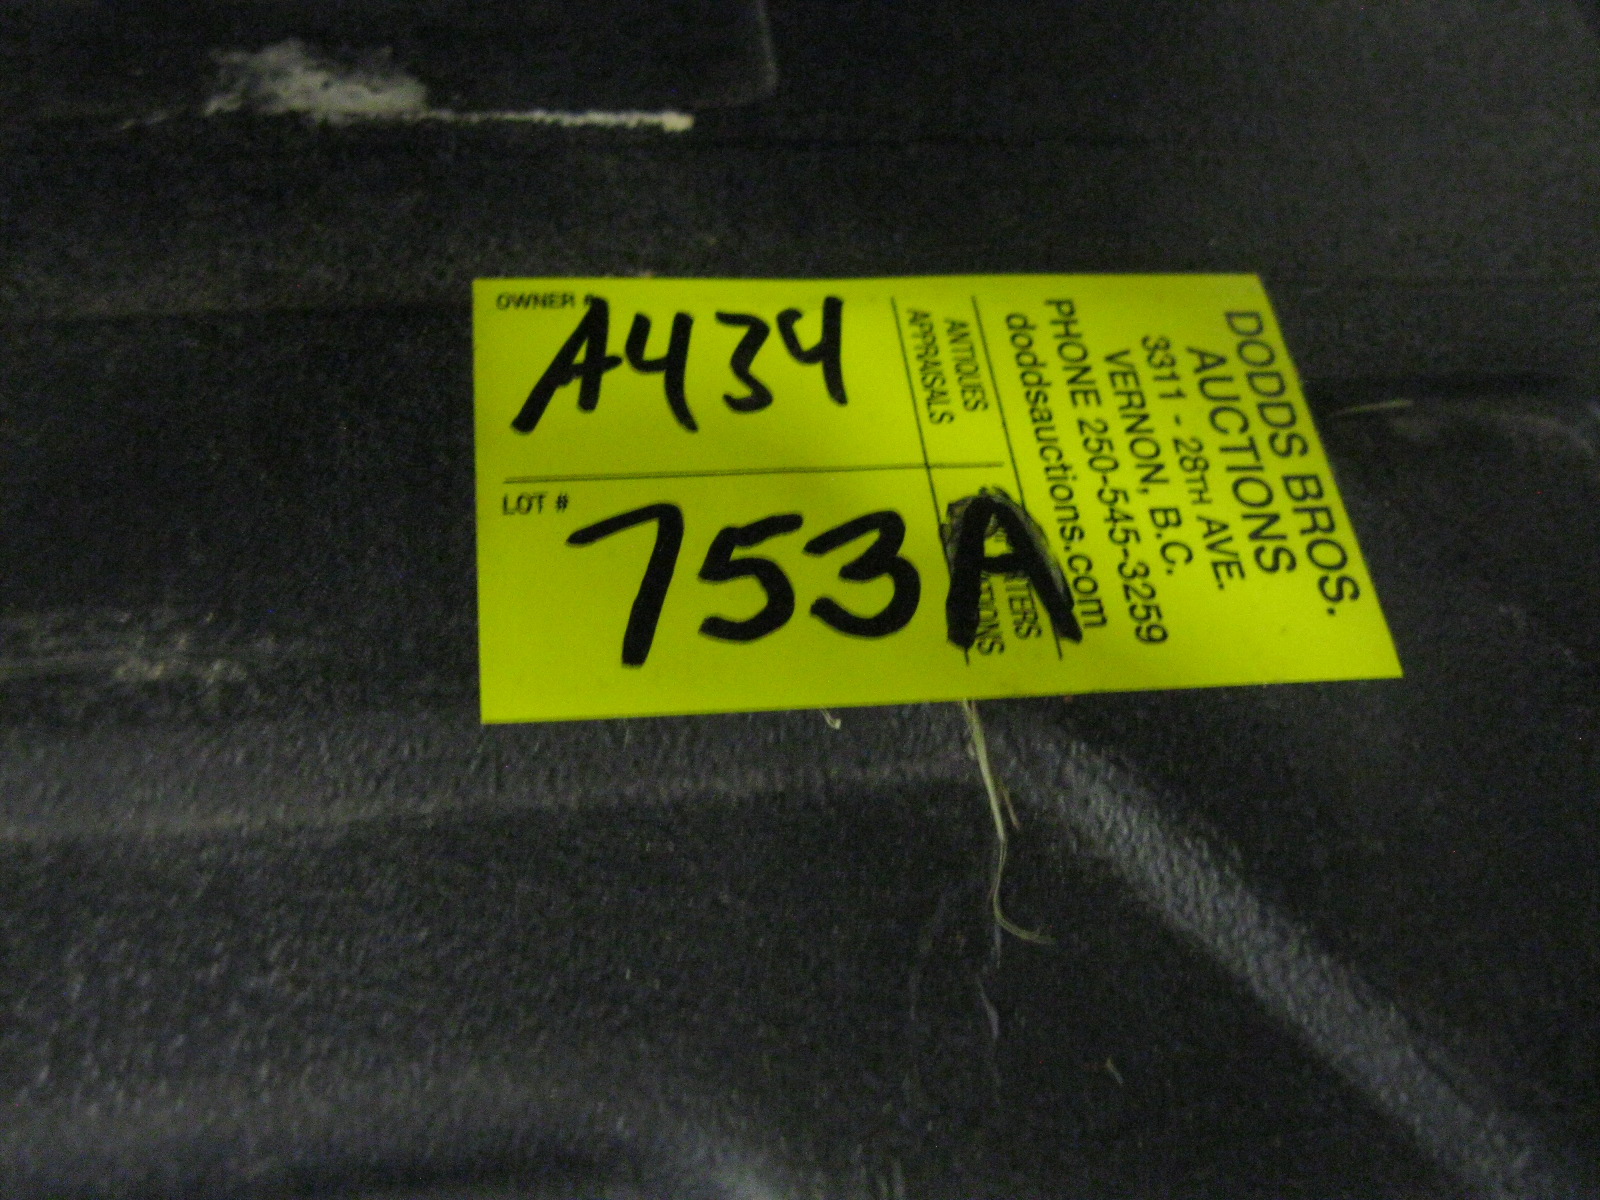 OWNER #
A434
LOT #
753A
DODDS BROS.
AUCTIONS
3311 - 28TH AVE.
VERNON, B.C.
PHONE 250-545-3259
doddsauctions.com
ANTIQUES
APPRAISALS